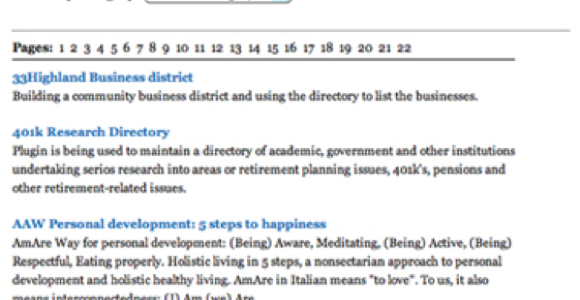 Pages: 1 2 3 4 5 6 7 8 9 10 11 12 13 14 15 16 17 18 19 20 21 22
33Highland Business district
Building a community business district and using the directory to list the businesses.
401k Research Directory
Plugin is being used to maintain a directory of academic, government and other institutions
undertaking serios research into areas or retirement planning issues, 401k's, pensions and
other retirement-related issues.
AAW Personal development: 5 steps to happiness
AmAre Way for personal development: (Being) Aware, Meditating, (Being) Active, (Being)
Respectful, Eating properly. Holistic living in 5 steps, a nonsectarian approach to personal
development and holistic healthy living. AmAre in Italian means "to love". To us, it also
means interconnectedness: (I) Am (we) Are.